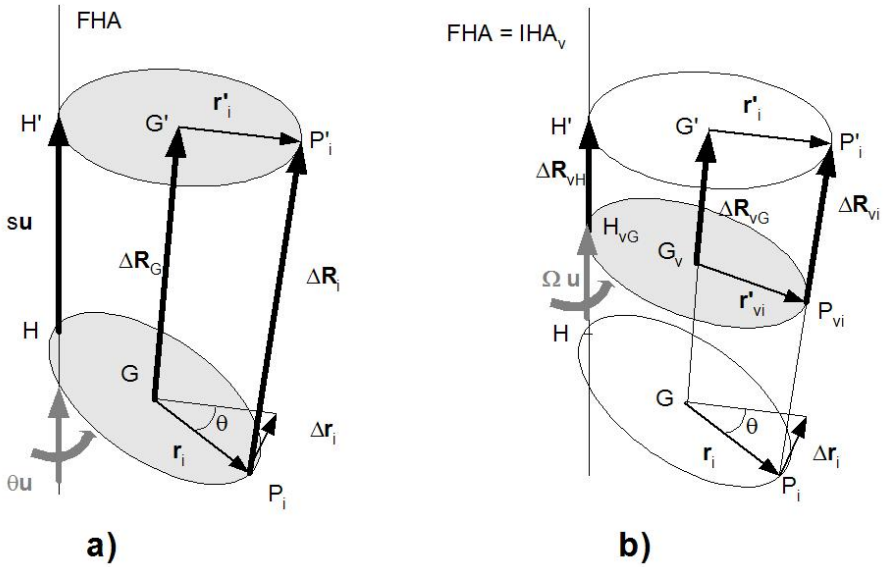 FHA
H'
G'
r'i
P'i
su
ΔRG
ΔRi
H
G
θ
Δri
ri
θu
Pi
a)
FHA = IHAv
H'
G'
r'i
P'i
ΔRvH
ΔRvG
ΔRvi
HvG
Gv
Ω u
r'vi
Pvi
H
G
θ
ri
Δri
Pi
b)